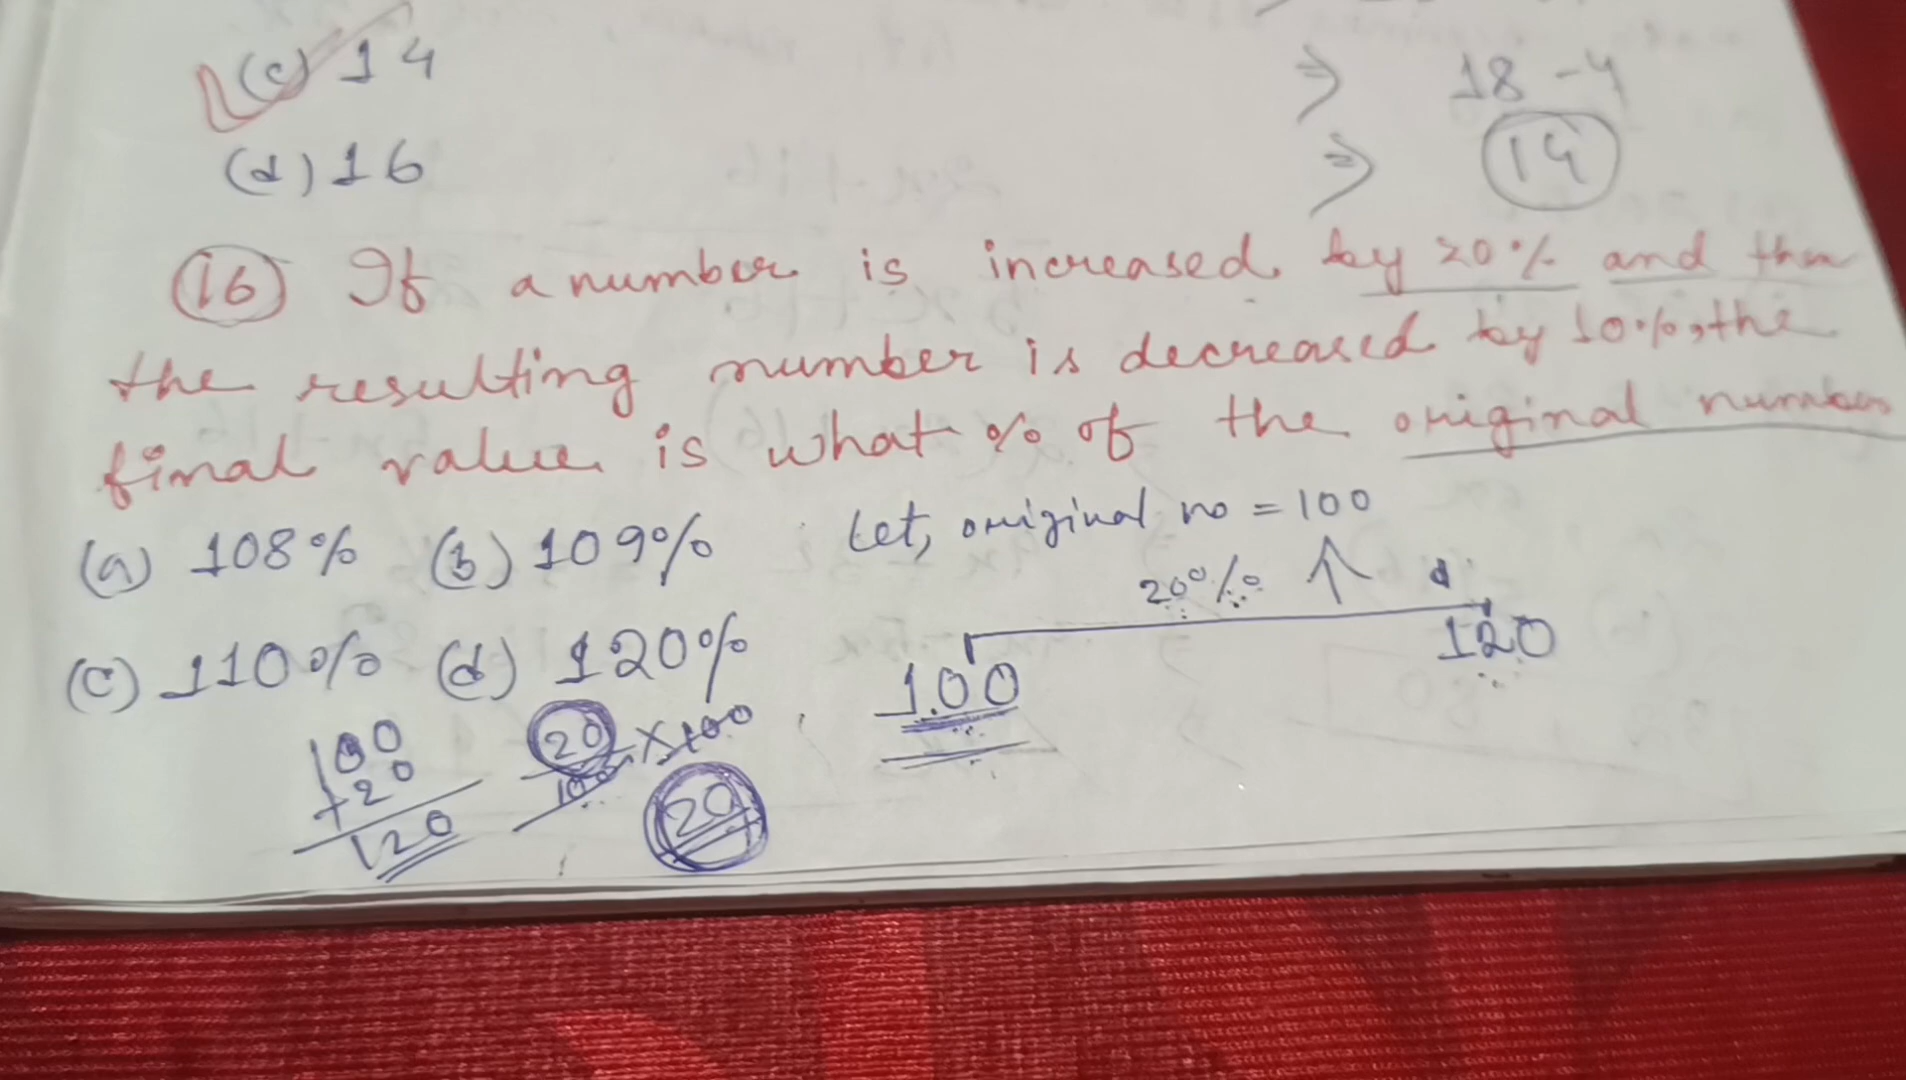 (c) 14
⇒ 18-4
(d) 16
⇒ 14
(16) If a number is increased by 20% and then
the resulting number is decreased by 10%, the
final value is what % of the original number
(a) 108% (b) 109%
Let, original no = 100
20% ↑
(c) 110% (d) 120%
100
120
100
+20
120
20/100 × 100
20